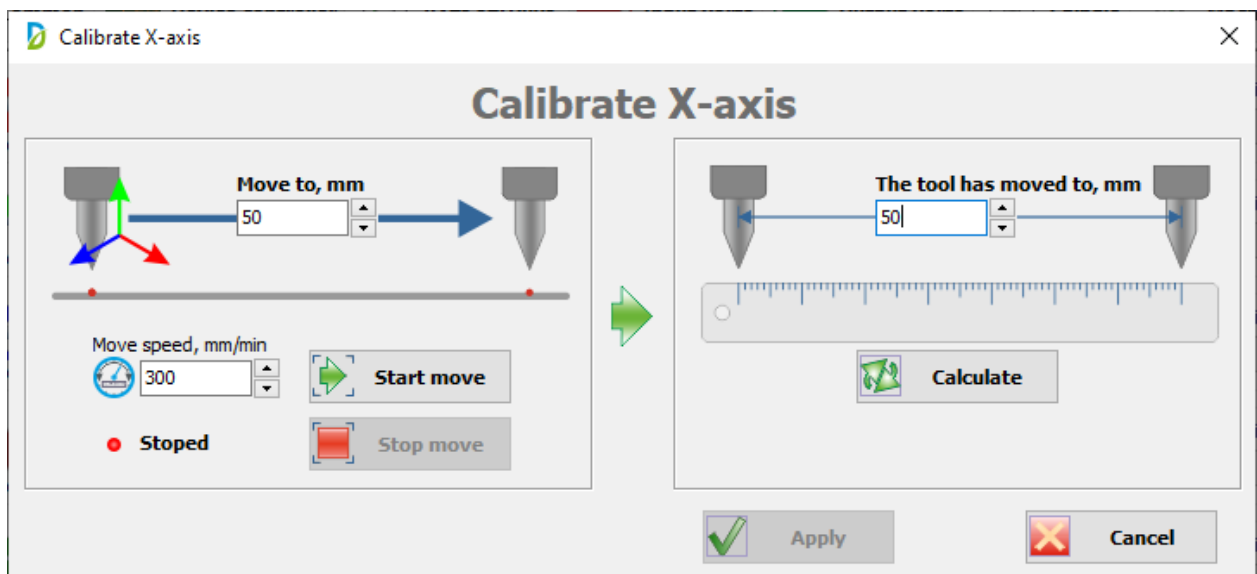 Calibrate X-axis
Calibrate X-axis
Move to, mm
50
Move speed, mm/min
300
Start move
Stoped
Stop move
The tool has moved to, mm
50
Calculate
Apply
Cancel